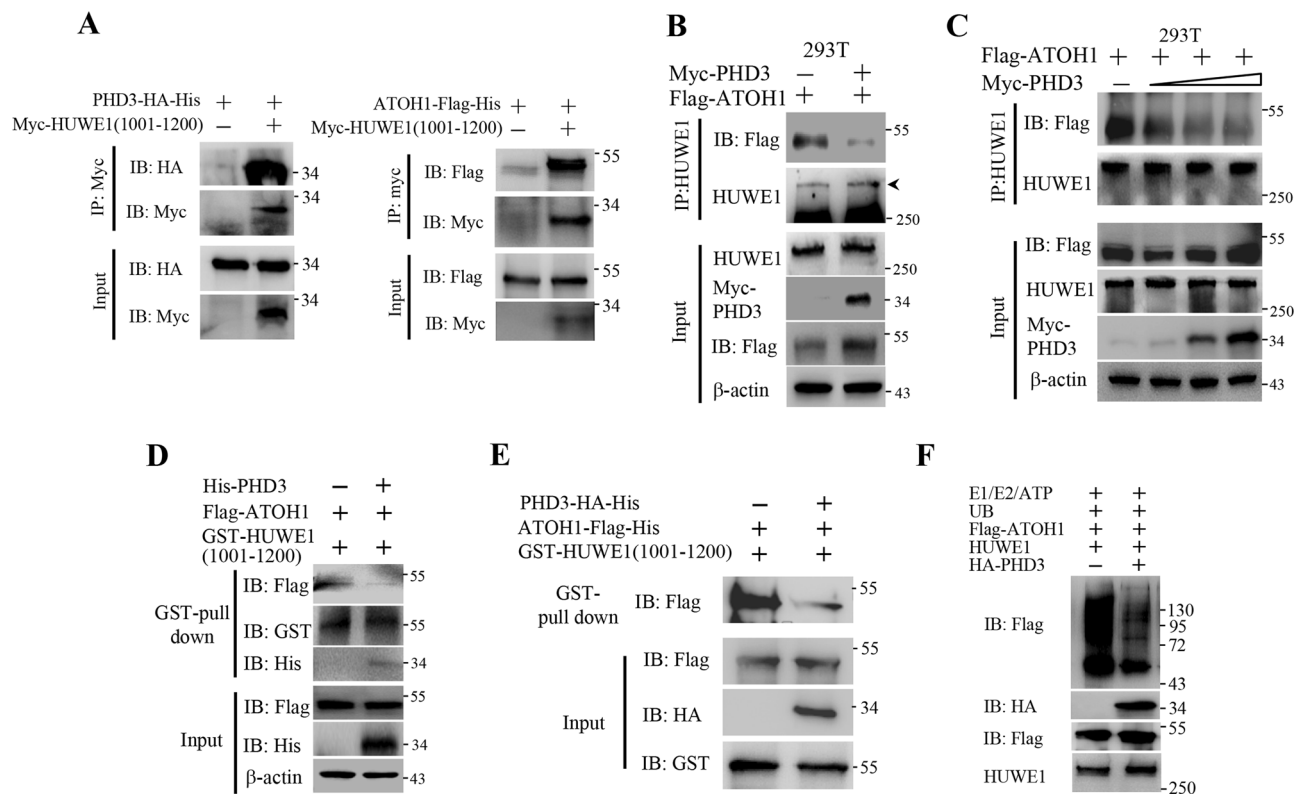 A
PHD3-HA-His + +
Myc-HUWE1(1001-1200) − +
IP: Myc
IB: HA
34
IB: Myc
34
Input
IB: HA
34
IB: Myc
34
ATOH1-Flag-His + +
Myc-HUWE1(1001-1200) − +
IP: myc
IB: Flag
55
IB: Myc
34
Input
IB: Flag
55
IB: Myc
34
B
293T
Myc-PHD3 − +
Flag-ATOH1 + +
IP:HUWE1
IB: Flag
55
HUWE1
250
Input
HUWE1
250
Myc-
PHD3
34
IB: Flag
55
β-actin
43
C
293T
Flag-ATOH1 + + + +
Myc-PHD3 −
IP:HUWE1
IB: Flag
55
HUWE1
250
Input
IB: Flag
55
HUWE1
250
Myc-
PHD3
34
β-actin
43
D
His-PHD3 − +
Flag-ATOH1 + +
GST-HUWE1
(1001-1200) + +
GST-pull
down
IB: Flag
55
IB: GST
55
IB: His
34
Input
IB: Flag
55
IB: His
34
β-actin
43
E
PHD3-HA-His − +
ATOH1-Flag-His + +
GST-HUWE1(1001-1200) + +
GST-
pull down
IB: Flag
55
Input
IB: Flag
55
IB: HA
34
IB: GST
55
F
E1/E2/ATP + +
UB + +
Flag-ATOH1 + +
HUWE1 + +
HA-PHD3 − +
IB: Flag
130
95
72
43
IB: HA
34
IB: Flag
55
HUWE1
250